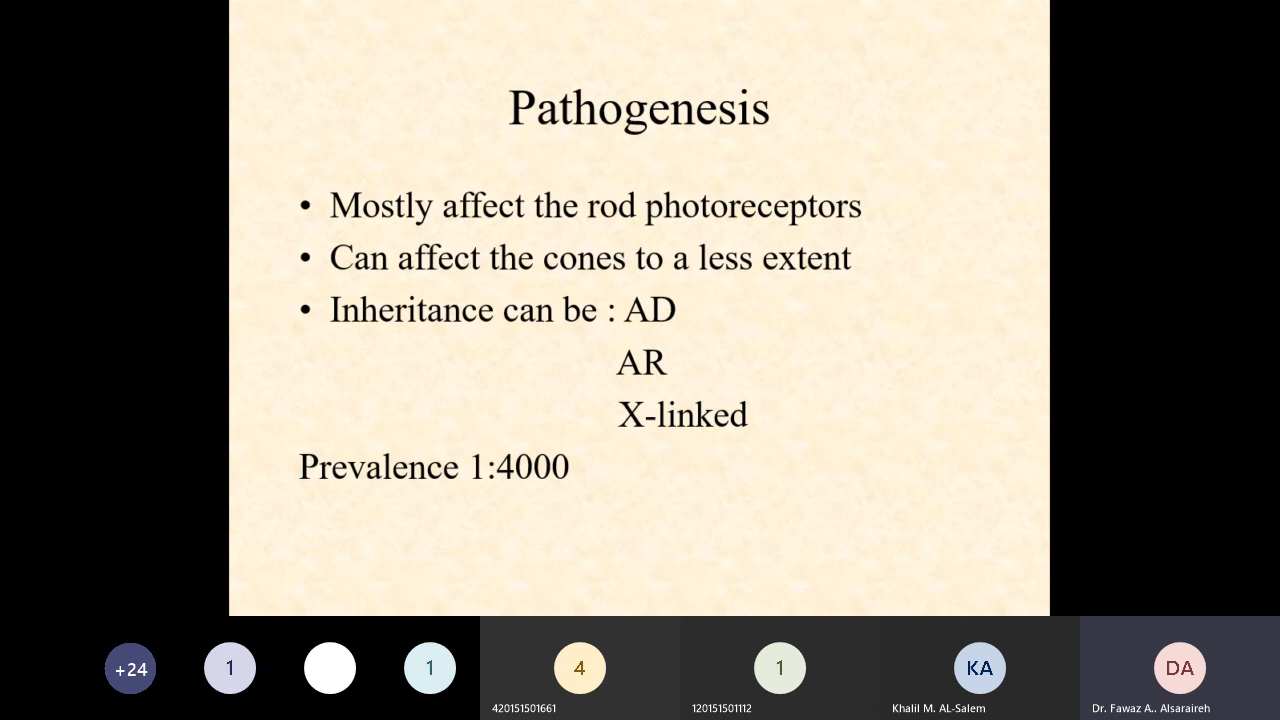 Pathogenesis
• Mostly affect the rod photoreceptors
• Can affect the cones to a less extent
• Inheritance can be : AD
AR
X-linked
Prevalence 1:4000
+24
1
1
4
1
KA
DA
420151501661
120151501112
Khalil M. AL-Salem
Dr. Fawaz A.. Alsaraireh